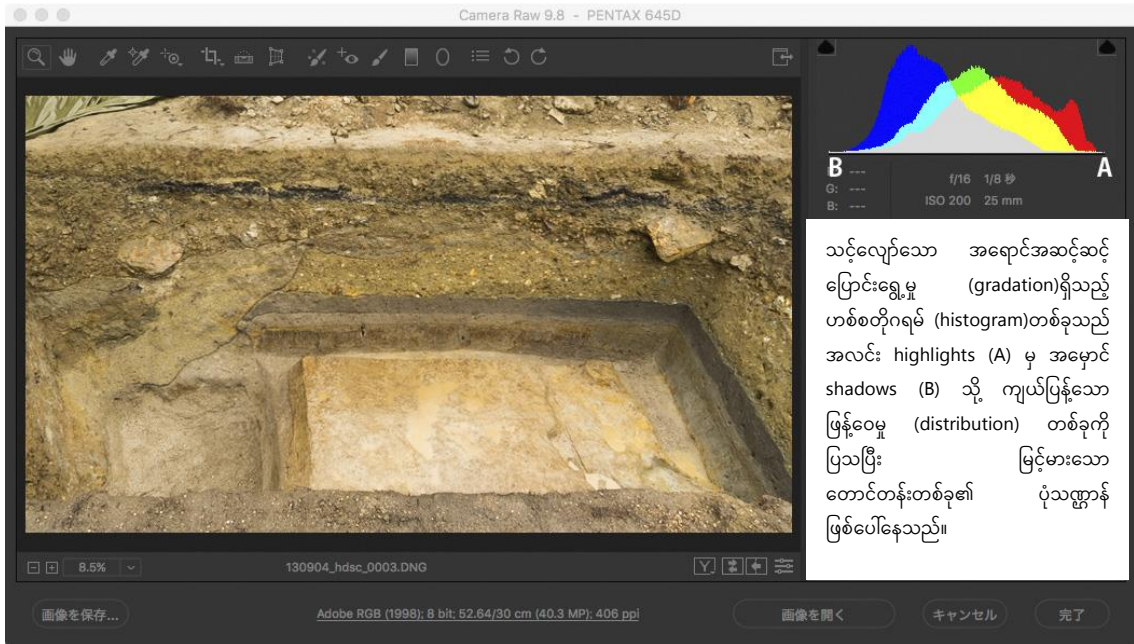 Camera Raw 9.8 - PENTAX 645D
B
A
---
G: ---
B: ---
f/16 1/8 秒
ISO 200 25 mm
သင့်လျော်သော အရောင်အဆင့်ဆင့်
ပြောင်းရွေ့မှု (gradation)ရှိသည့်
ဟစ်စတိုဂရမ် (histogram)တစ်ခုသည်
အလင်း highlights (A) မှ အမှောင်
shadows (B) သို့ ကျယ်ပြန့်သော
ဖြန့်ဝေမှု (distribution) တစ်ခုကို
ပြသပြီး မြင့်မားသော
တောင်တန်းတစ်ခု၏ ပုံသဏ္ဌာန်
ဖြစ်ပေါ်နေသည်။
8.5%
130904_hdsc_0003.DNG
Y
画像を保存...
Adobe RGB (1998); 8 bit; 52.64/30 cm (40.3 MP); 406 ppi
画像を開く
キャンセル
完了